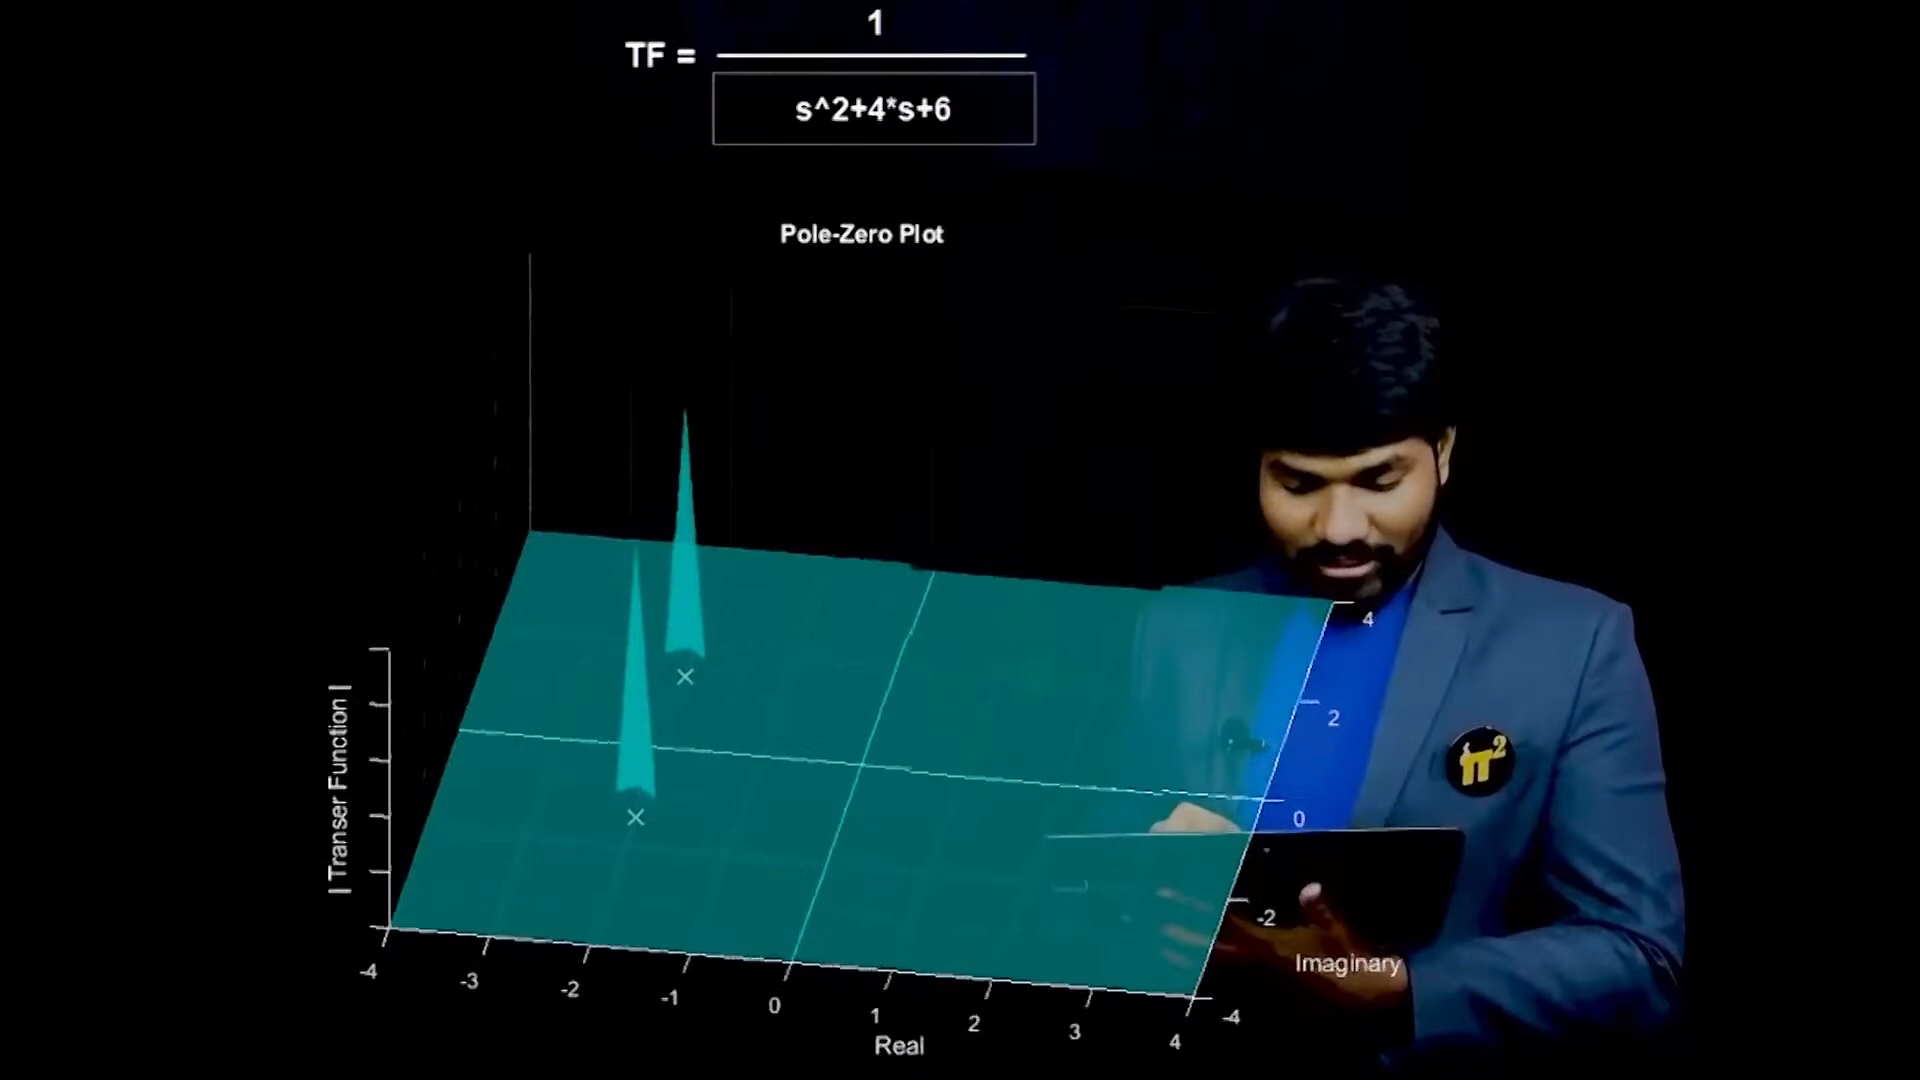 1
TF =
s^2+4*s+6
Pole-Zero Plot
4
2
0
-2
-4
Imaginary
| Transer Function |
-4
-3
-2
-1
0
1
2
3
4
Real
π2